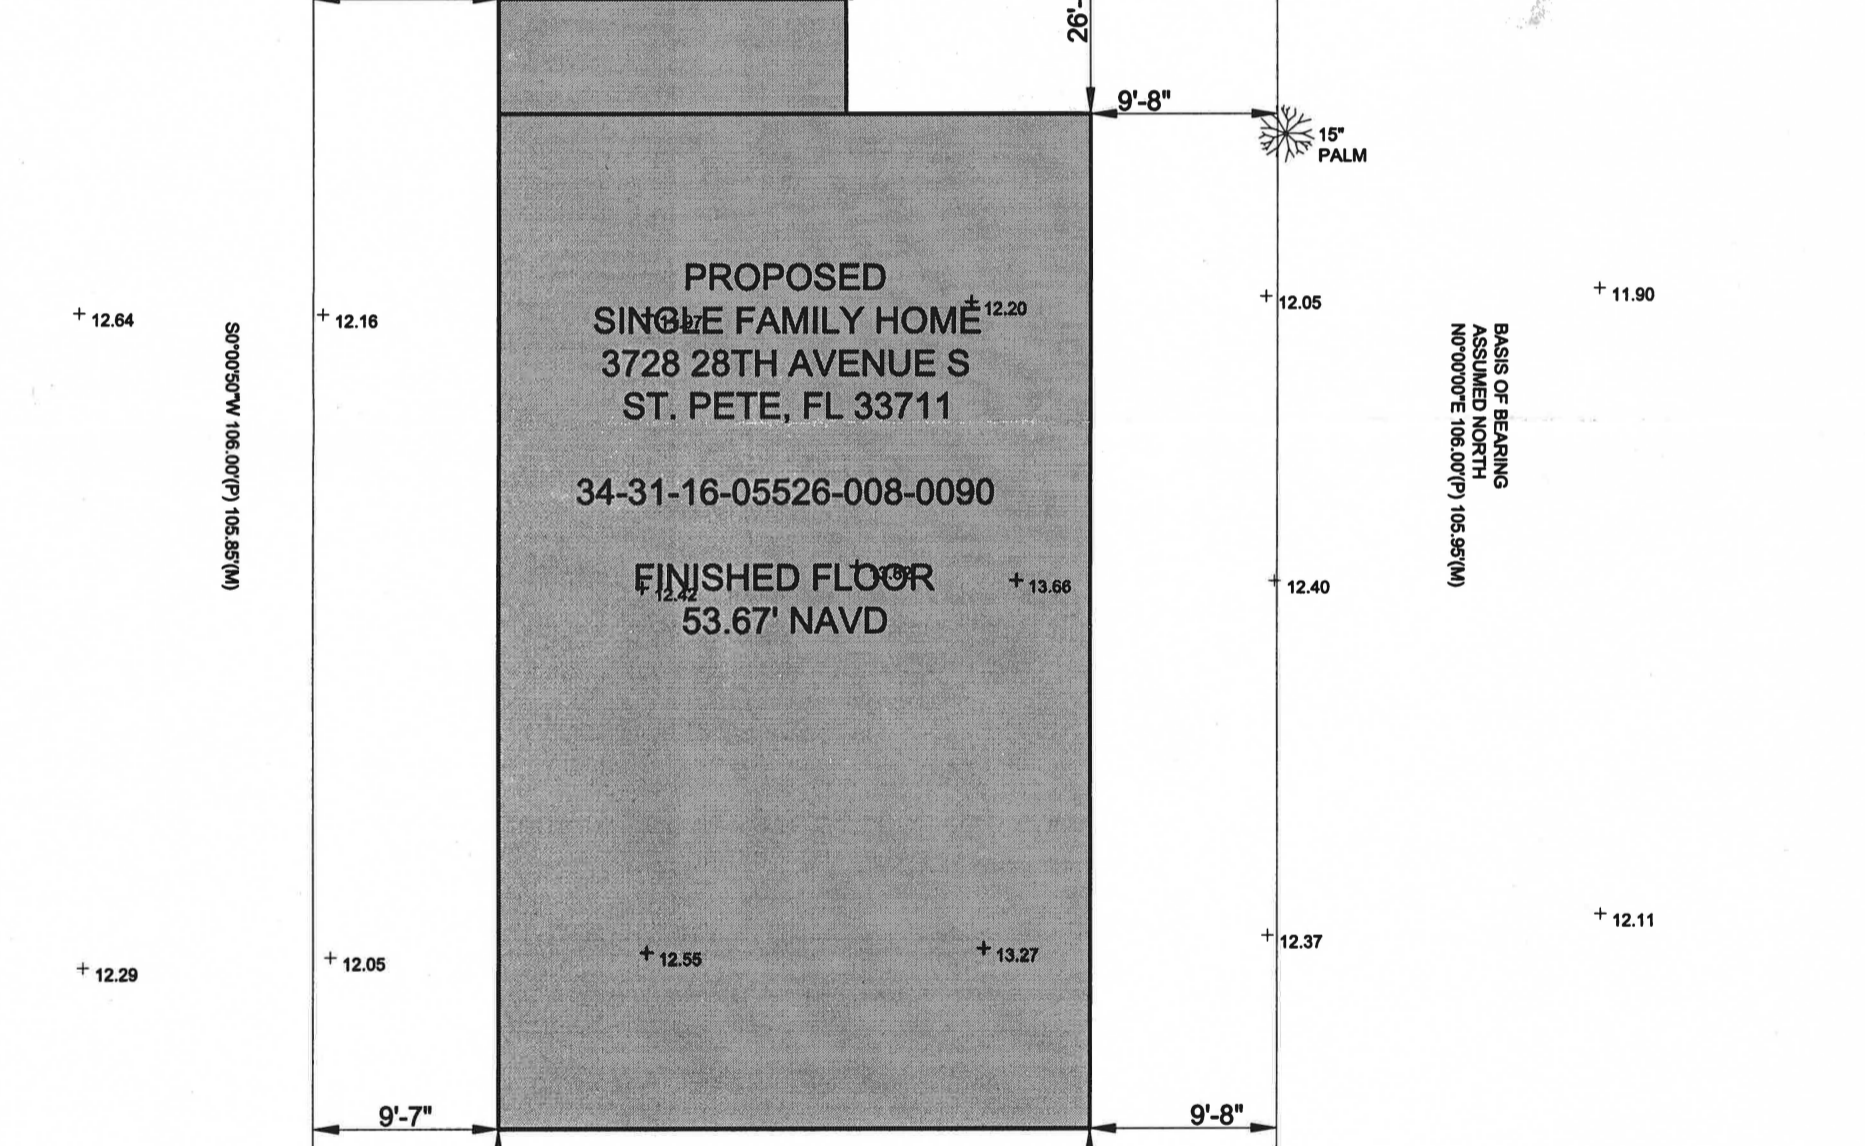 26'-
9'-8"
15"
PALM
PROPOSED
SINGLE FAMILY HOME
3728 28TH AVENUE S
ST. PETE, FL 33711
34-31-16-05526-008-0090
FINISHED FLOOR
53.67' NAVD
12.64
12.16
12.20
12.05
11.90
S0°00'50"W 106.00'(P) 105.85'(M)
BASIS OF BEARING
ASSUMED NORTH
N0°00'00"E 106.00'(P) 105.95'(M)
12.42
13.66
12.40
12.29
12.05
12.55
13.27
12.37
12.11
9'-7"
9'-8"